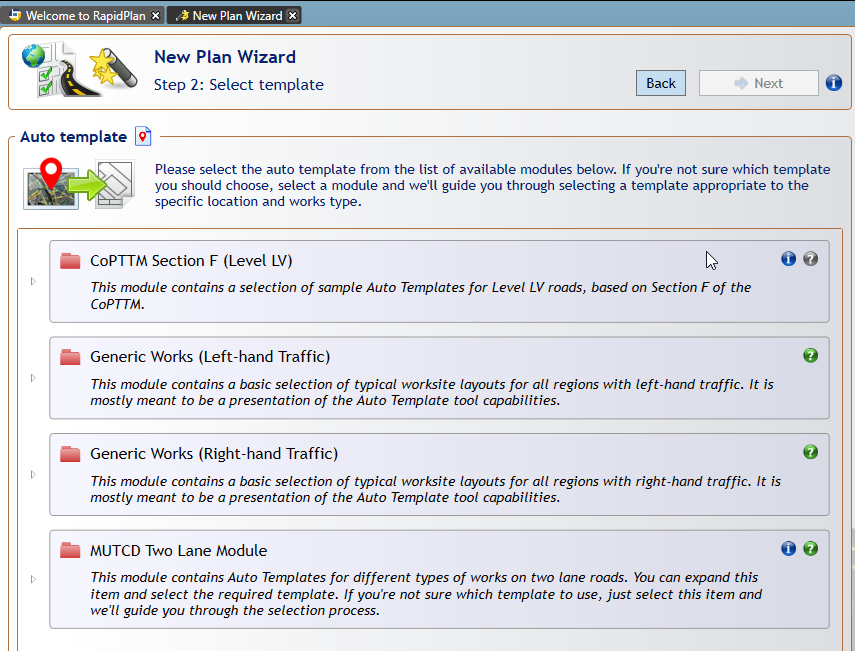 Welcome to RapidPlan
New Plan Wizard
New Plan Wizard
Step 2: Select template
Back
Next
Auto template
Please select the auto template from the list of available modules below. If you're not sure which template
you should choose, select a module and we'll guide you through selecting a template appropriate to the
specific location and works type.
CoPTTM Section F (Level LV)
This module contains a selection of sample Auto Templates for Level LV roads, based on Section F of the
CoPTTM.
Generic Works (Left-hand Traffic)
This module contains a basic selection of typical worksite layouts for all regions with left-hand traffic. It is
mostly meant to be a presentation of the Auto Template tool capabilities.
Generic Works (Right-hand Traffic)
This module contains a basic selection of typical worksite layouts for all regions with right-hand traffic. It is
mostly meant to be a presentation of the Auto Template tool capabilities.
MUTCD Two Lane Module
This module contains Auto Templates for different types of works on two lane roads. You can expand this
item and select the required template. If you're not sure which template to use, just select this item and
we'll guide you through the selection process.